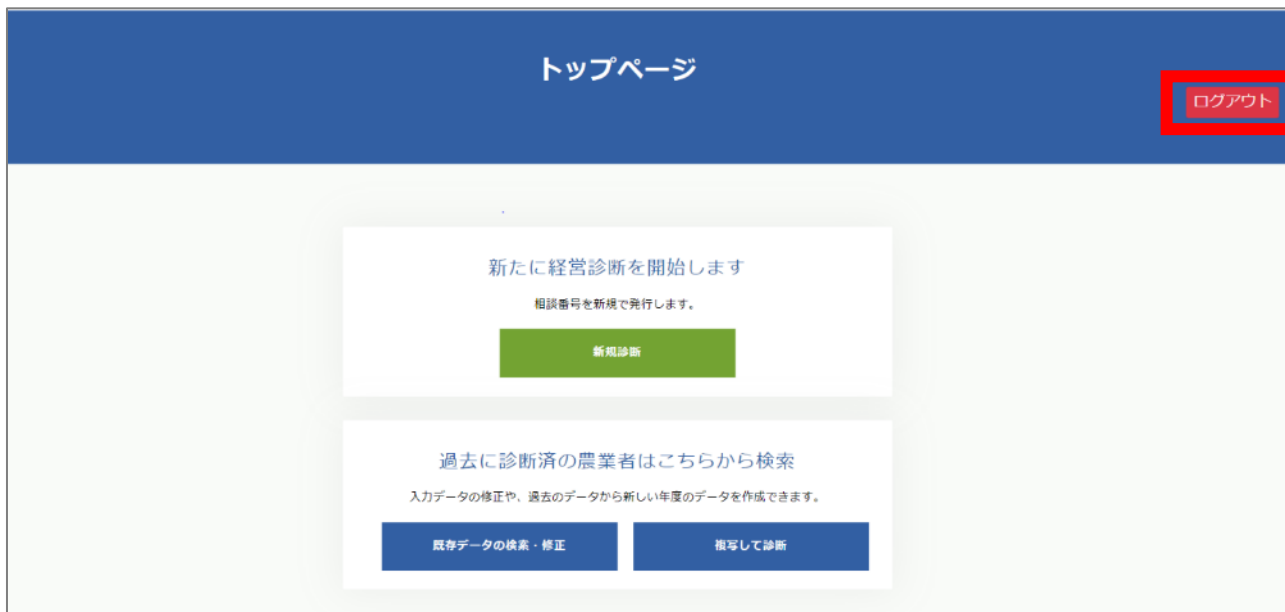 トップページ
ログアウト
新たに経営診断を開始します
相談番号を新規で発行します。
新規診断
過去に診断済の農業者はこちらから検索
入力データの修正や、過去のデータから新しい年度のデータを作成できます。
既存データの検索・修正
複写して診断